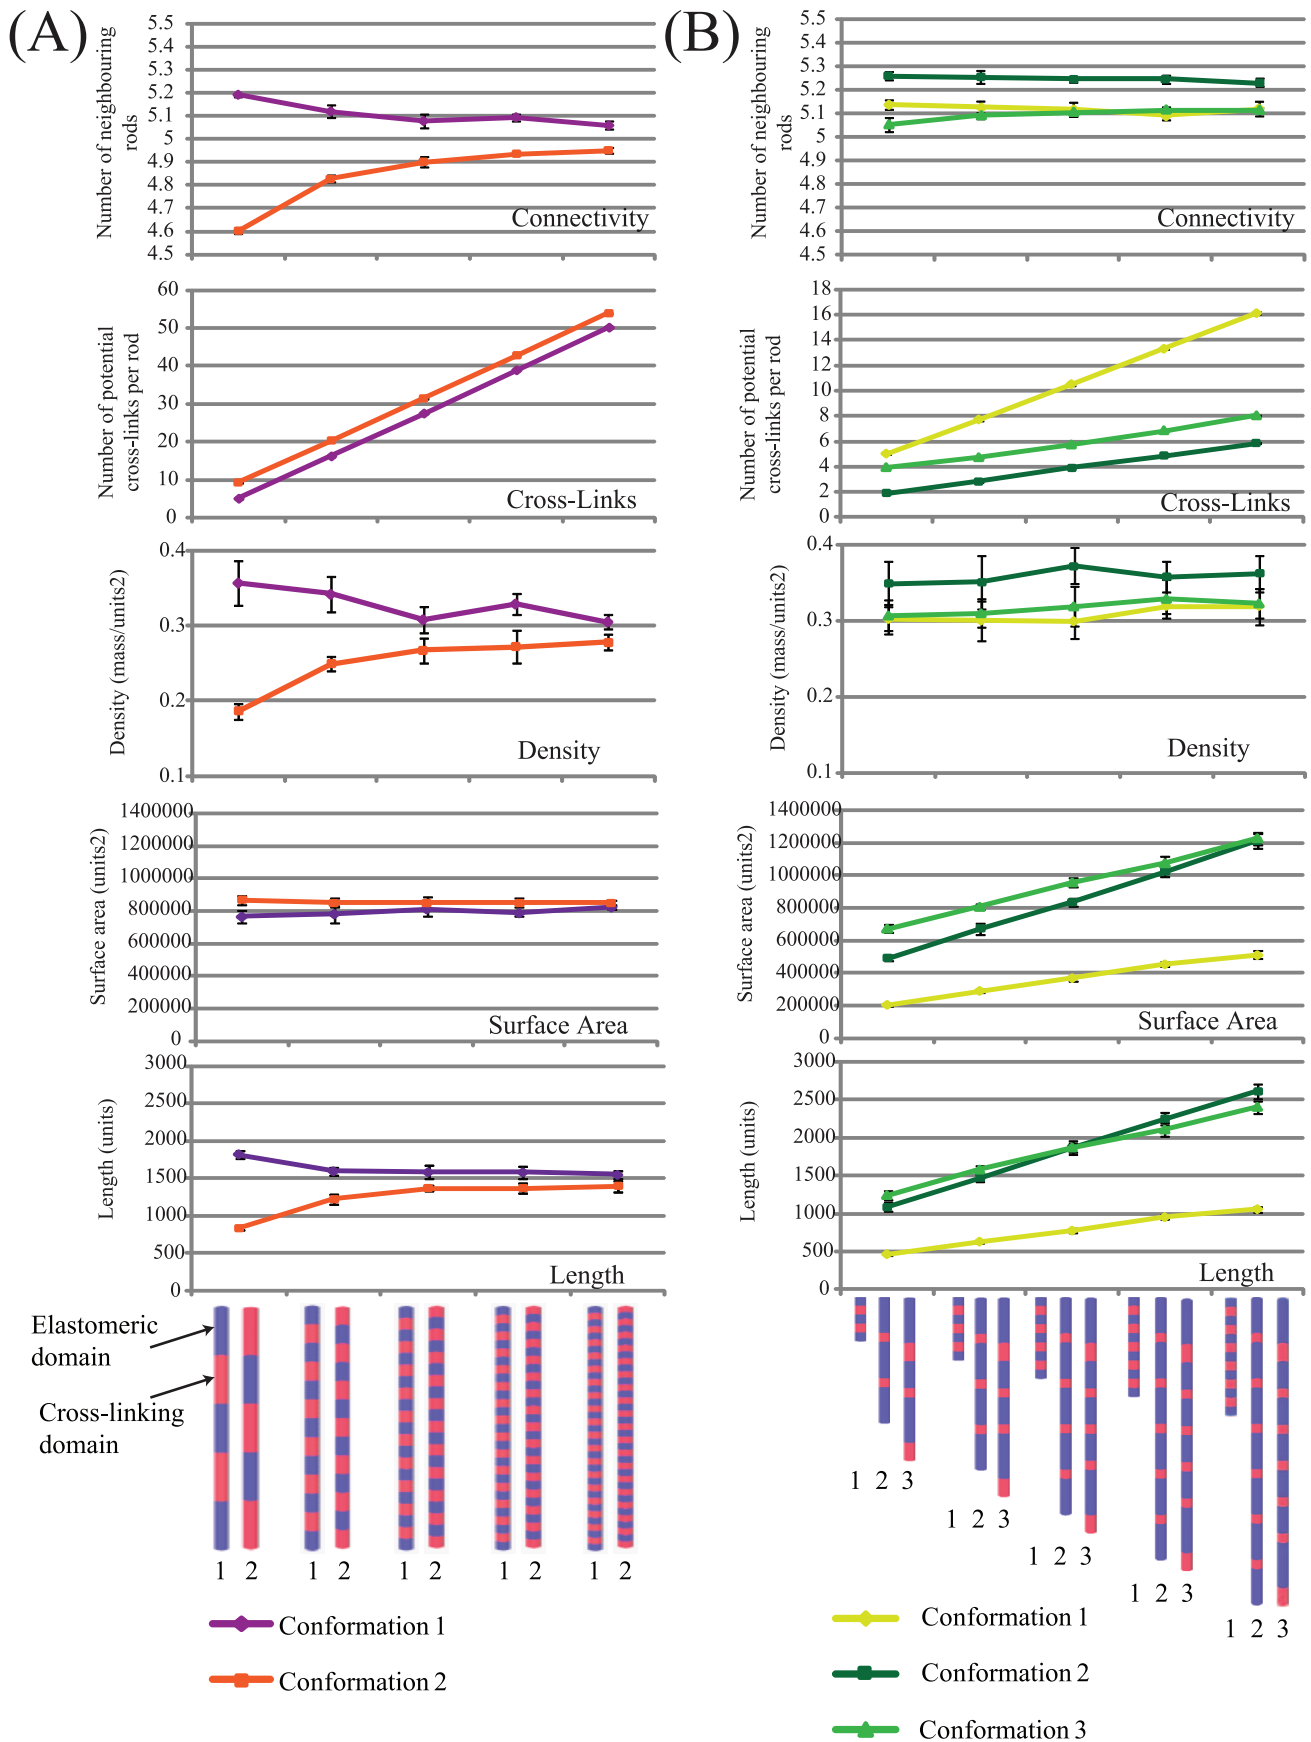 (A)
Number of neighbouring
rods
5.5
5.4
5.3
5.2
5.1
5
4.9
4.8
4.7
4.6
4.5
Connectivity
Number of potential
cross-links per rod
60
50
40
30
20
10
0
Cross-Links
Density (mass/units2)
0.4
0.3
0.2
0.1
Density
Surface area (units2)
1400000
1200000
1000000
800000
600000
400000
200000
0
Surface Area
Length (units)
3000
2500
2000
1500
1000
500
0
Length
Elastomeric
domain
Cross-linking
domain
1 2 1 2 1 2 1 2 1 2
Conformation 1
Conformation 2
(B)
Number of neighbouring
rods
5.5
5.4
5.3
5.2
5.1
5
4.9
4.8
4.7
4.6
4.5
Connectivity
Number of potential
cross-links per rod
18
16
14
12
10
8
6
4
2
0
Cross-Links
Density (mass/units2)
0.4
0.3
0.2
0.1
Density
Surface area (units2)
1400000
1200000
1000000
800000
600000
400000
200000
0
Surface Area
Length (units)
3000
2500
2000
1500
1000
500
0
Length
1 2 3
1 2 3
1 2 3
1 2 3
1 2 3
Conformation 1
Conformation 2
Conformation 3